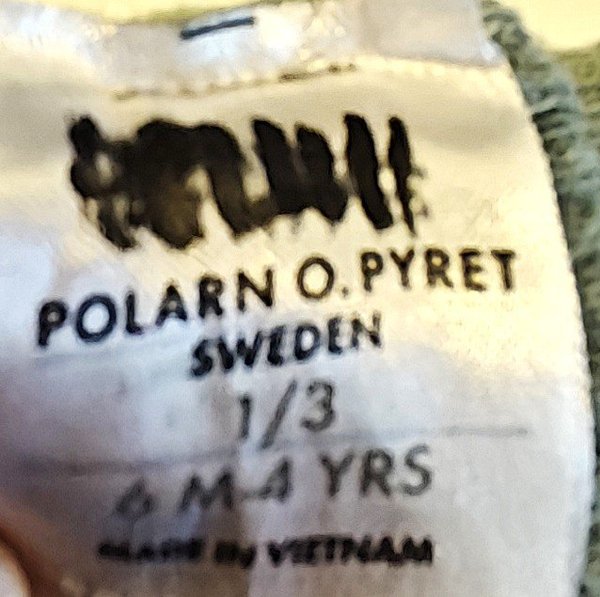 POLARN O. PYRET
SWEDEN
1/3
6 M-4 YRS
MADE IN VIETNAM